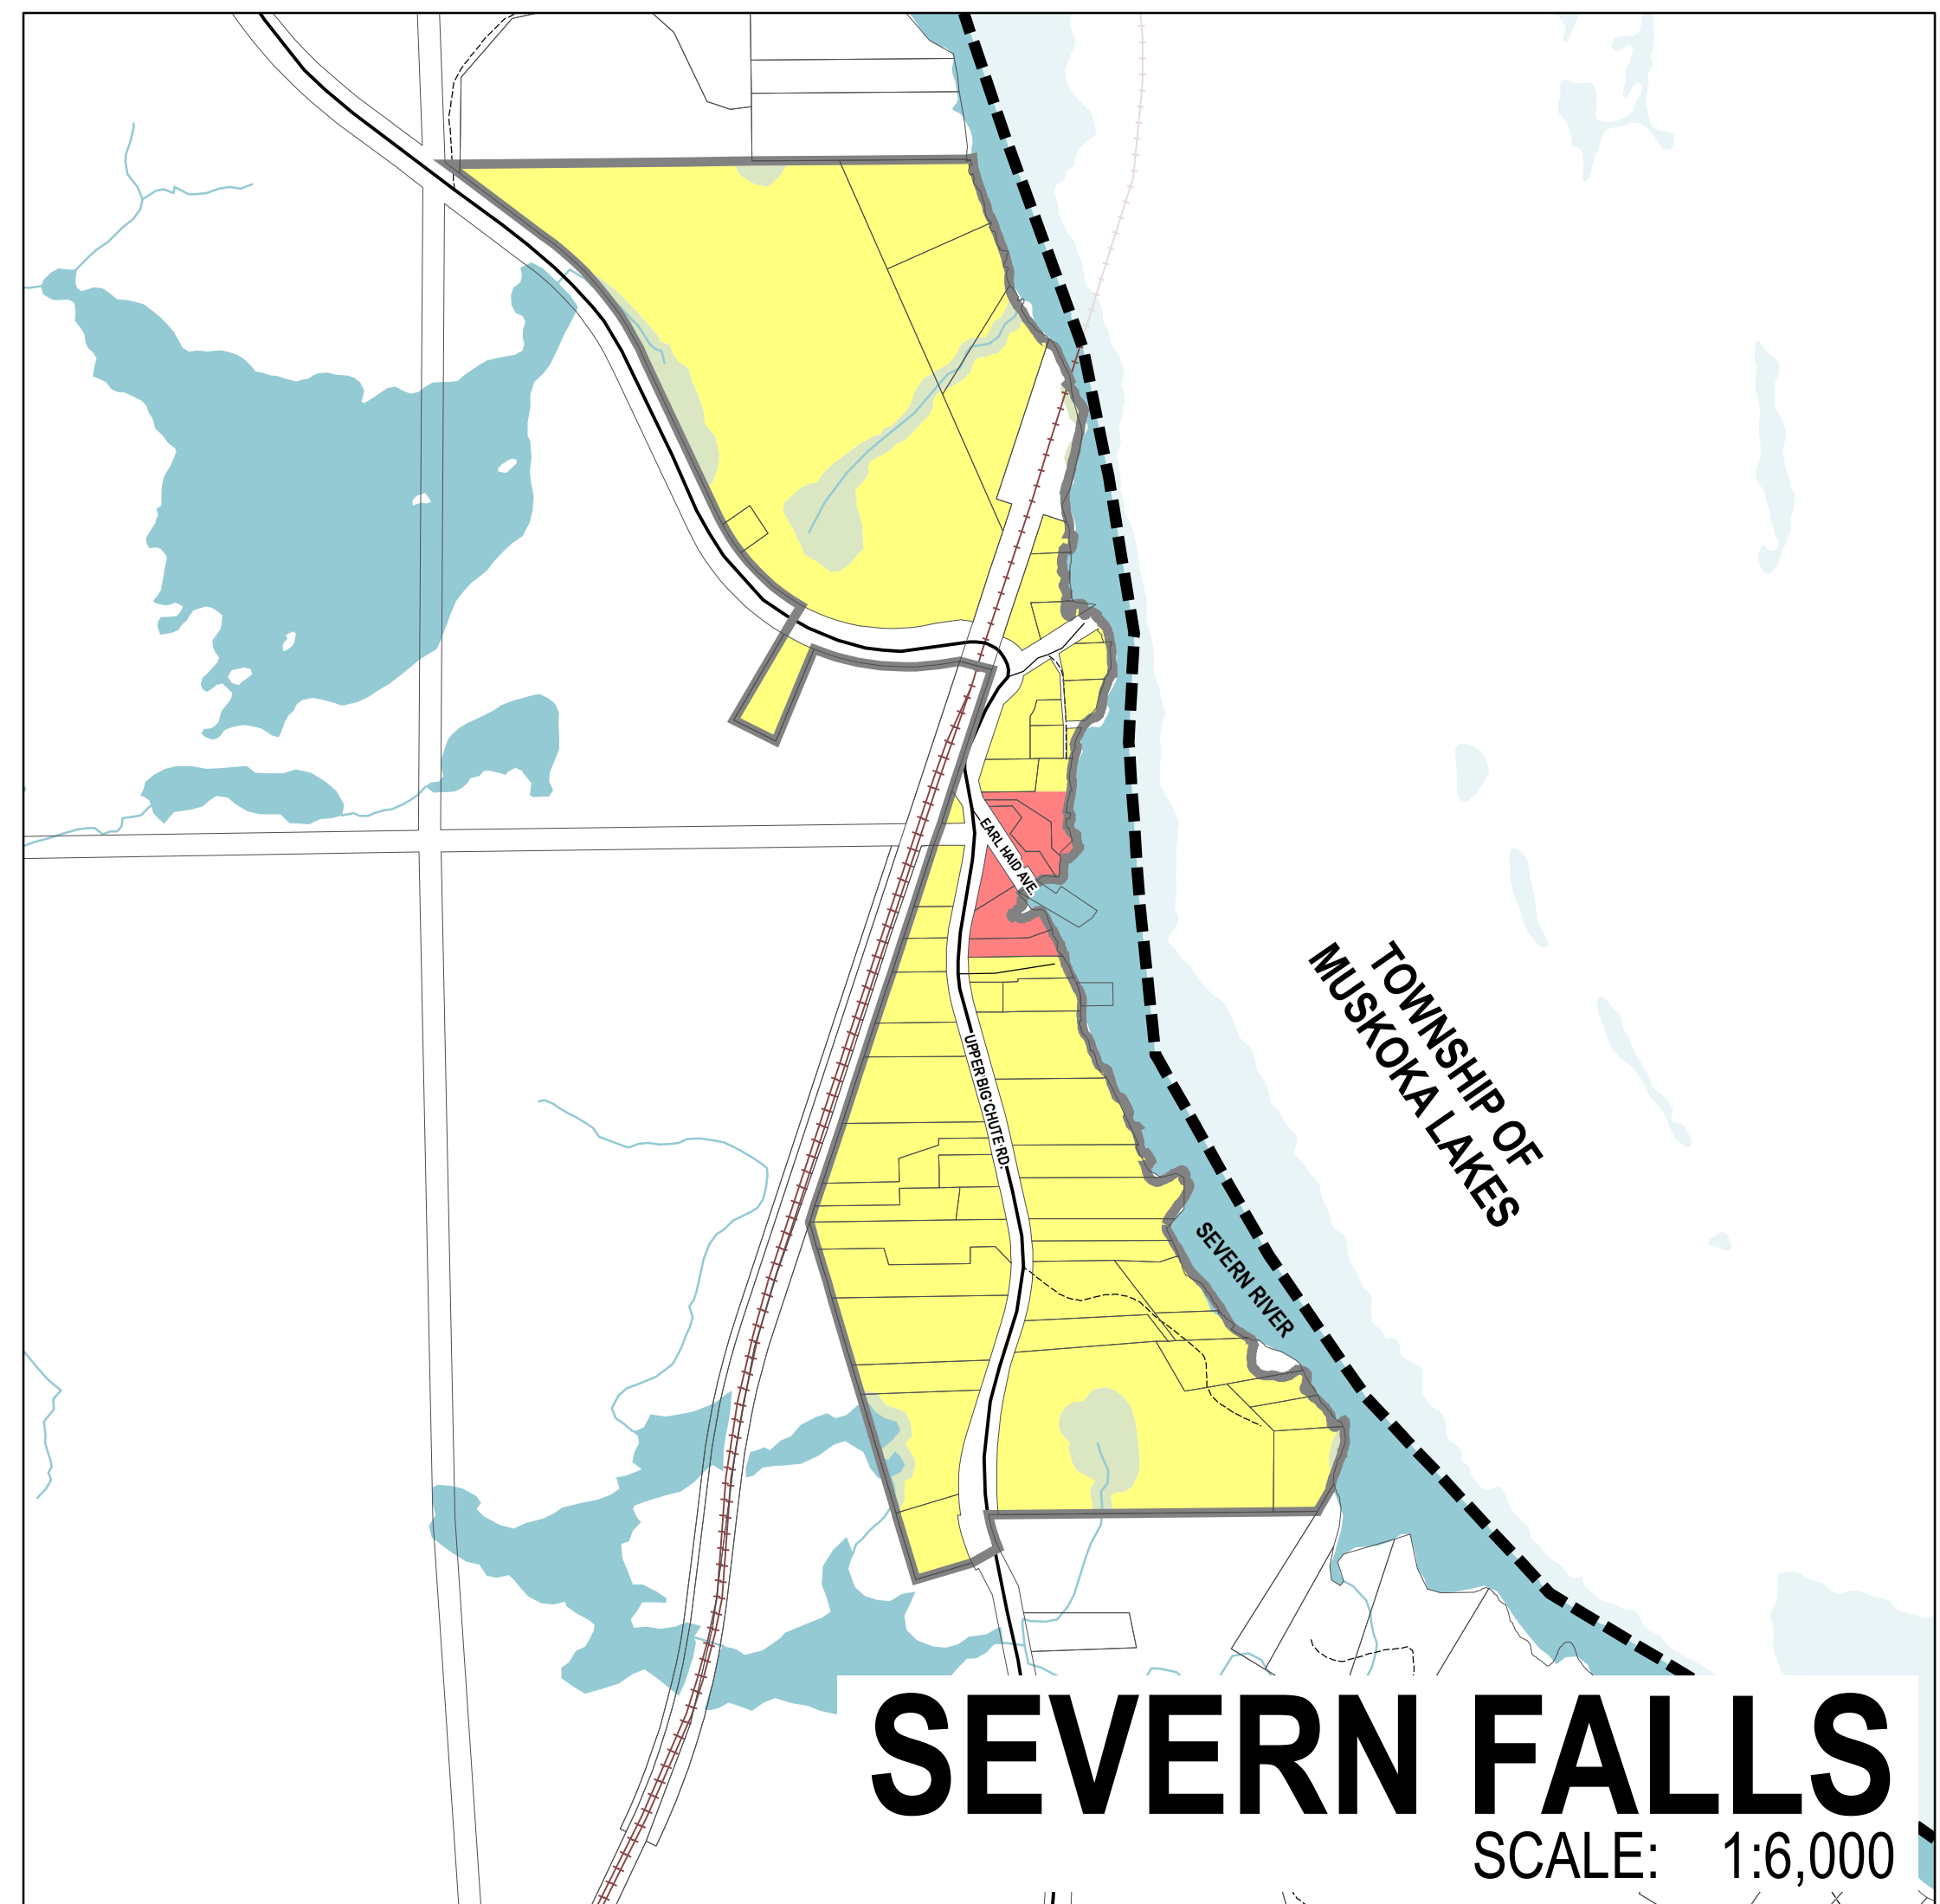 EARL HAID AVE.
TOWNSHIP OF
MUSKOKA LAKES
UPPER BIG CHUTE RD.
SEVERN RIVER
SEVERN FALLS
SCALE: 1:6,000